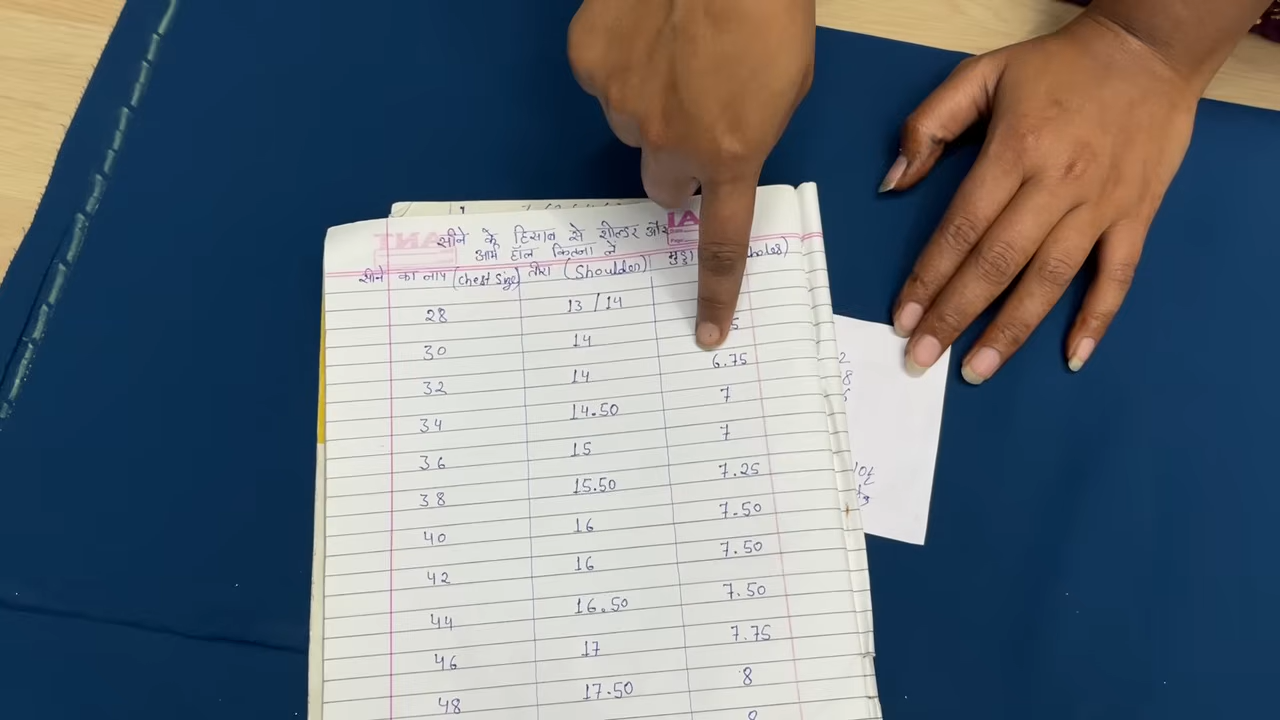 सीने के हिसाब से शोल्डर और
आर्म हॉल कितना ले
सीने का नाप (Chest Size) तीरा (Shoulder) holes)
28 13/14
30 14
32 14 6.75
34 14.50 7
36 15 7
38 15.50 7.25
40 16 7.50
42 16 7.50
44 16.50 7.50
46 17 7.75
48 17.50 8